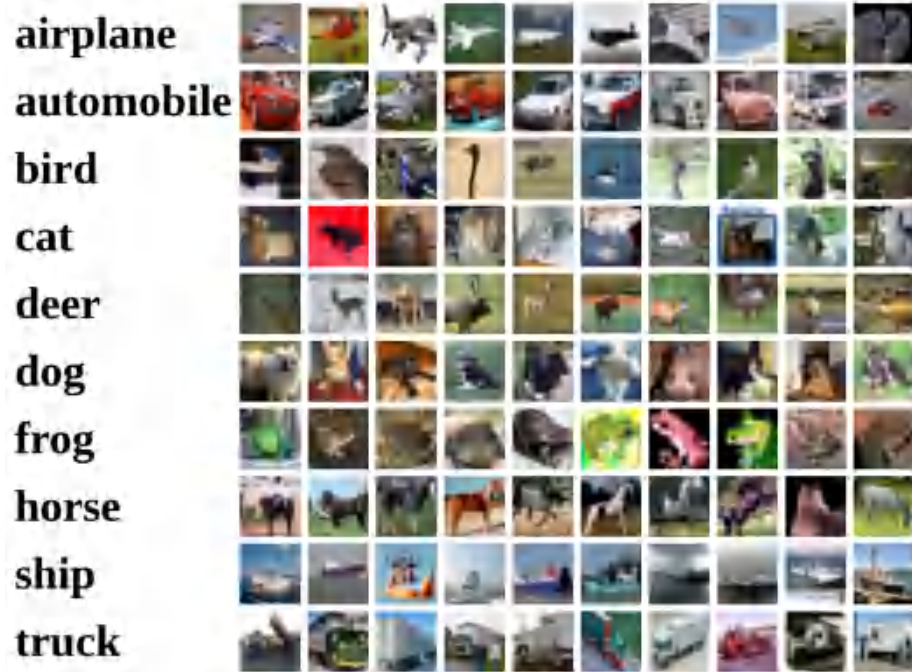 airplane
automobile
bird
cat
deer
dog
frog
horse
ship
truck